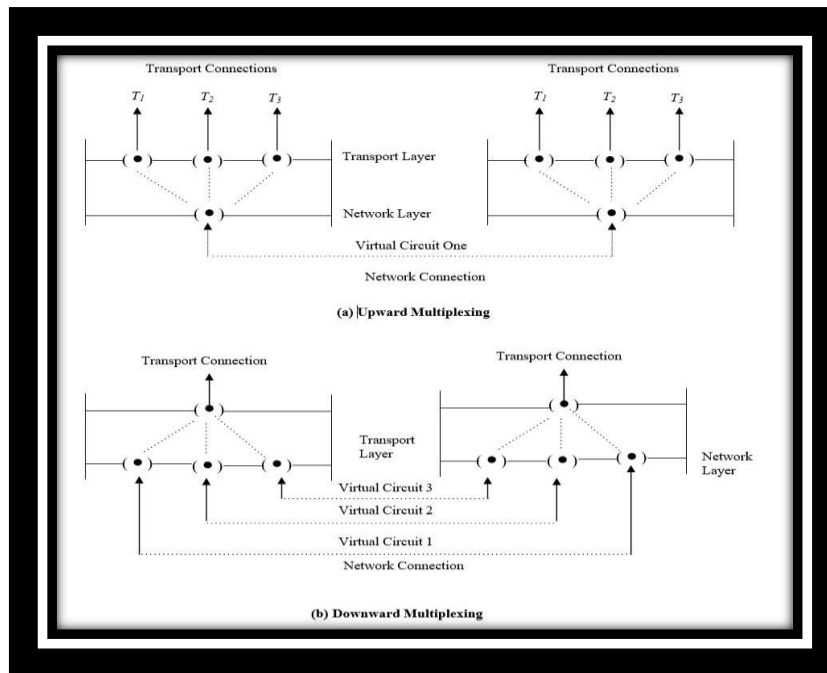 Transport Connections
Transport Connections
T1 T2 T3
T1 T2 T3
Transport Layer
Network Layer
Virtual Circuit One
Network Connection
(a) Upward Multiplexing
Transport Connection
Transport Connection
Transport
Layer
Network
Layer
Virtual Circuit 3
Virtual Circuit 2
Virtual Circuit 1
Network Connection
(b) Downward Multiplexing